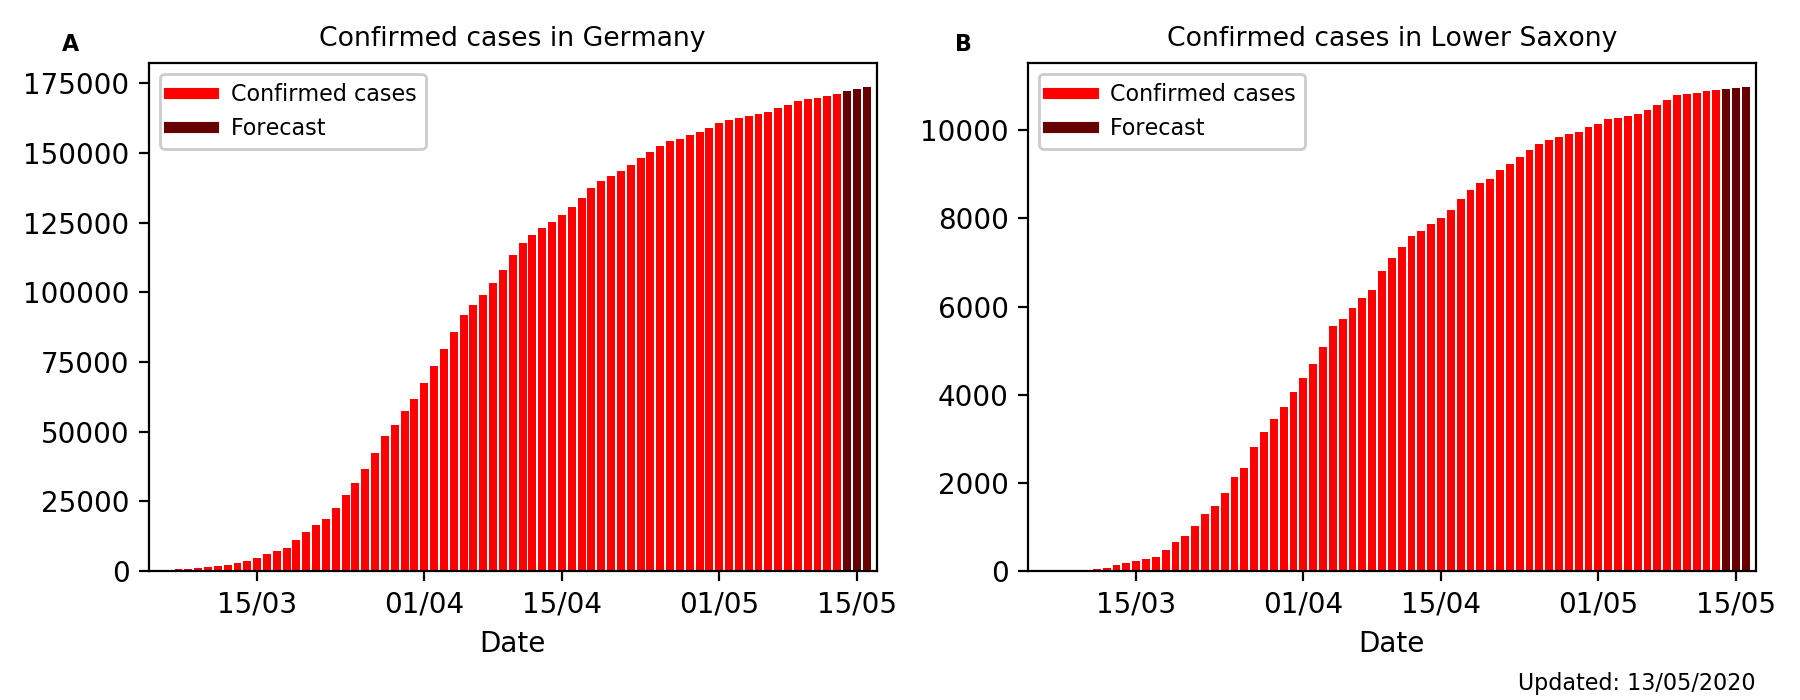 A
Confirmed cases in Germany
Confirmed cases
Forecast
175000
150000
125000
100000
75000
50000
25000
0
15/03 01/04 15/04 01/05 15/05
Date
B
Confirmed cases in Lower Saxony
Confirmed cases
Forecast
10000
8000
6000
4000
2000
0
15/03 01/04 15/04 01/05 15/05
Date
Updated: 13/05/2020